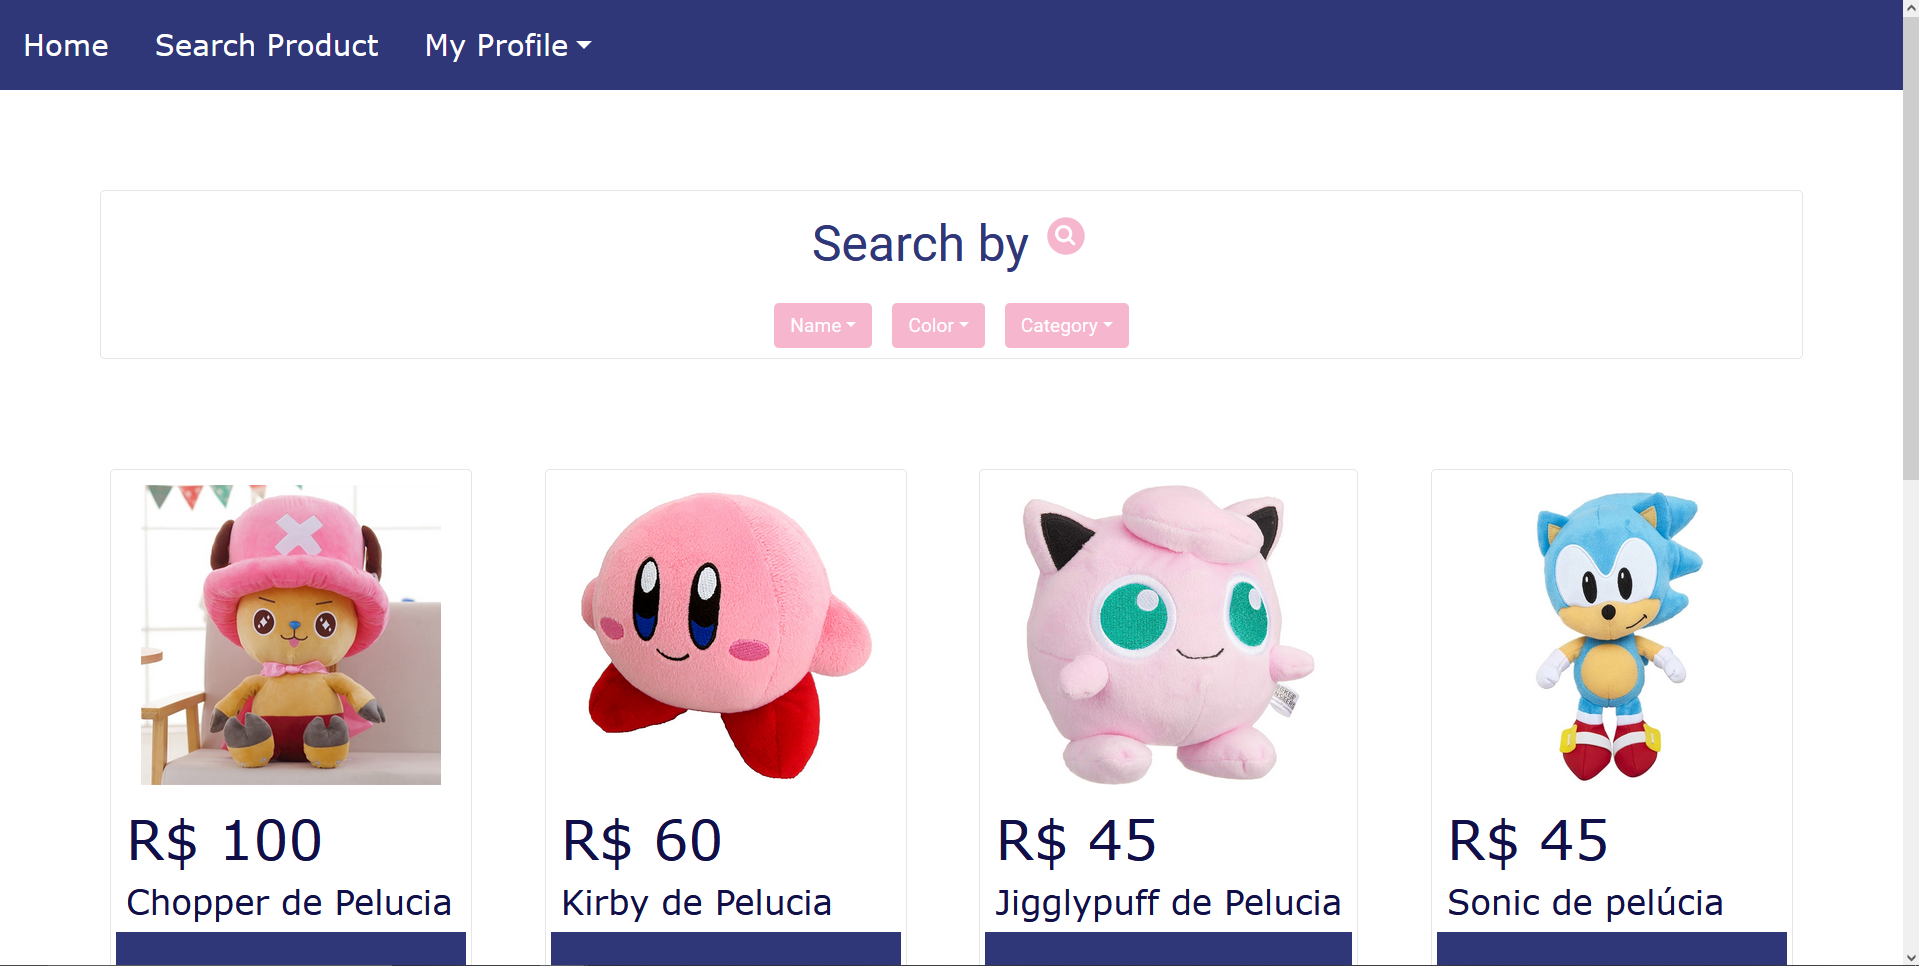 Home Search Product My Profile
Search by
Name Color Category
R$ 100 R$ 60 R$ 45 R$ 45
Chopper de Pelucia Kirby de Pelucia Jigglypuff de Pelucia Sonic de pelúcia